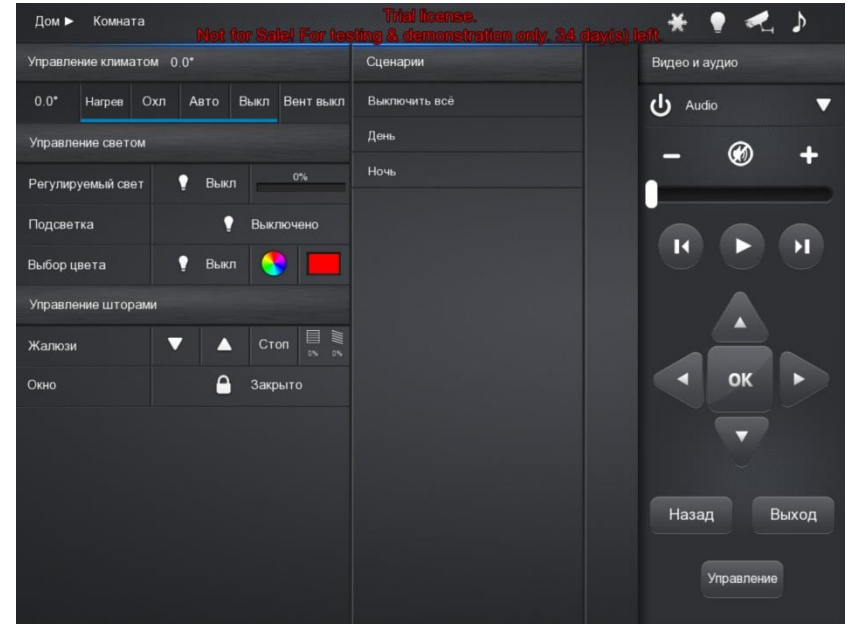 Дом ▶ Комната
Trial license.
Not for Sale! For testing & demonstration only. 34 day(s) left.
Управление климатом 0.0°
0.0° Нагрев Охл Авто Выкл Вент выкл
Управление светом
Регулируемый свет Выкл 0%
Подсветка Выключено
Выбор цвета Выкл
Управление шторами
Жалюзи Стоп 0% 0%
Окно Закрыто
Сценарии
Выключить всё
День
Ночь
Видео и аудио
Audio
OK
Назад Выход
Управление